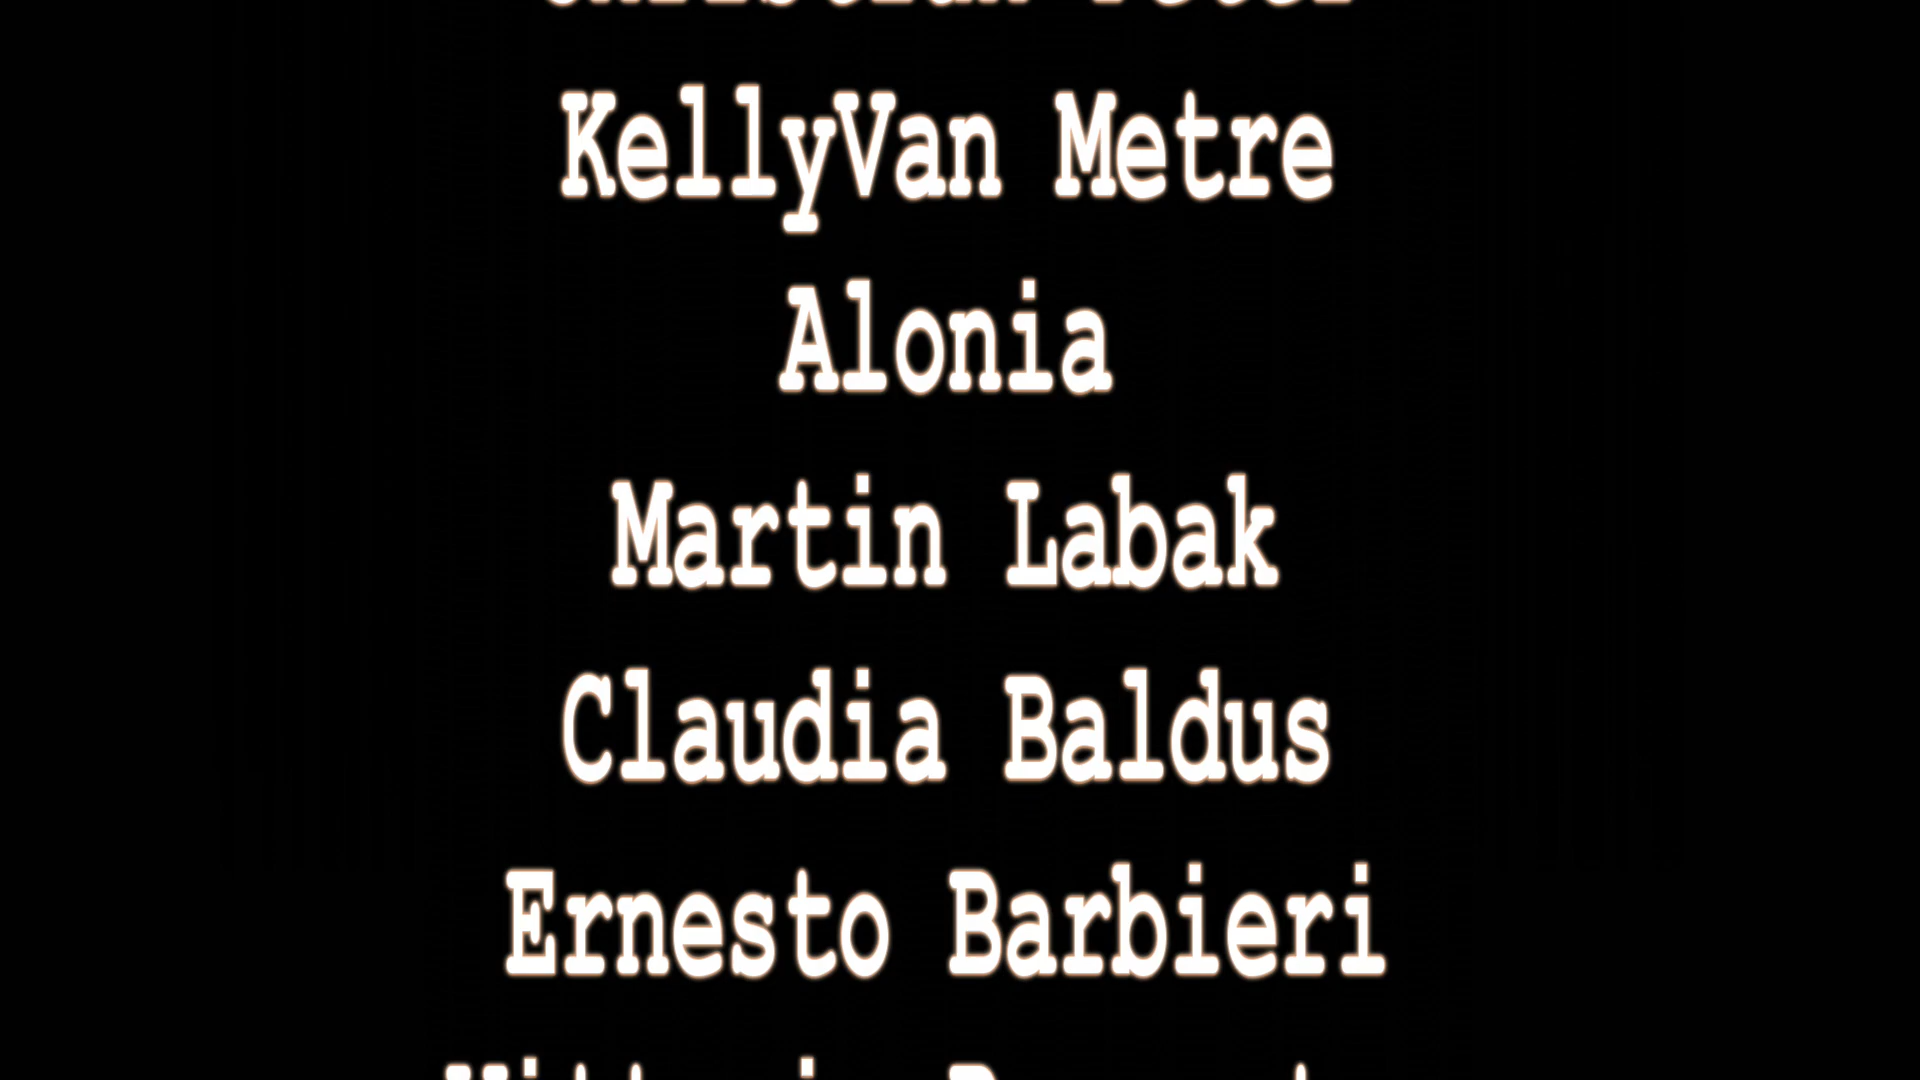 KellyVan Metre
Alonia
Martin Labak
Claudia Baldus
Ernesto Barbieri